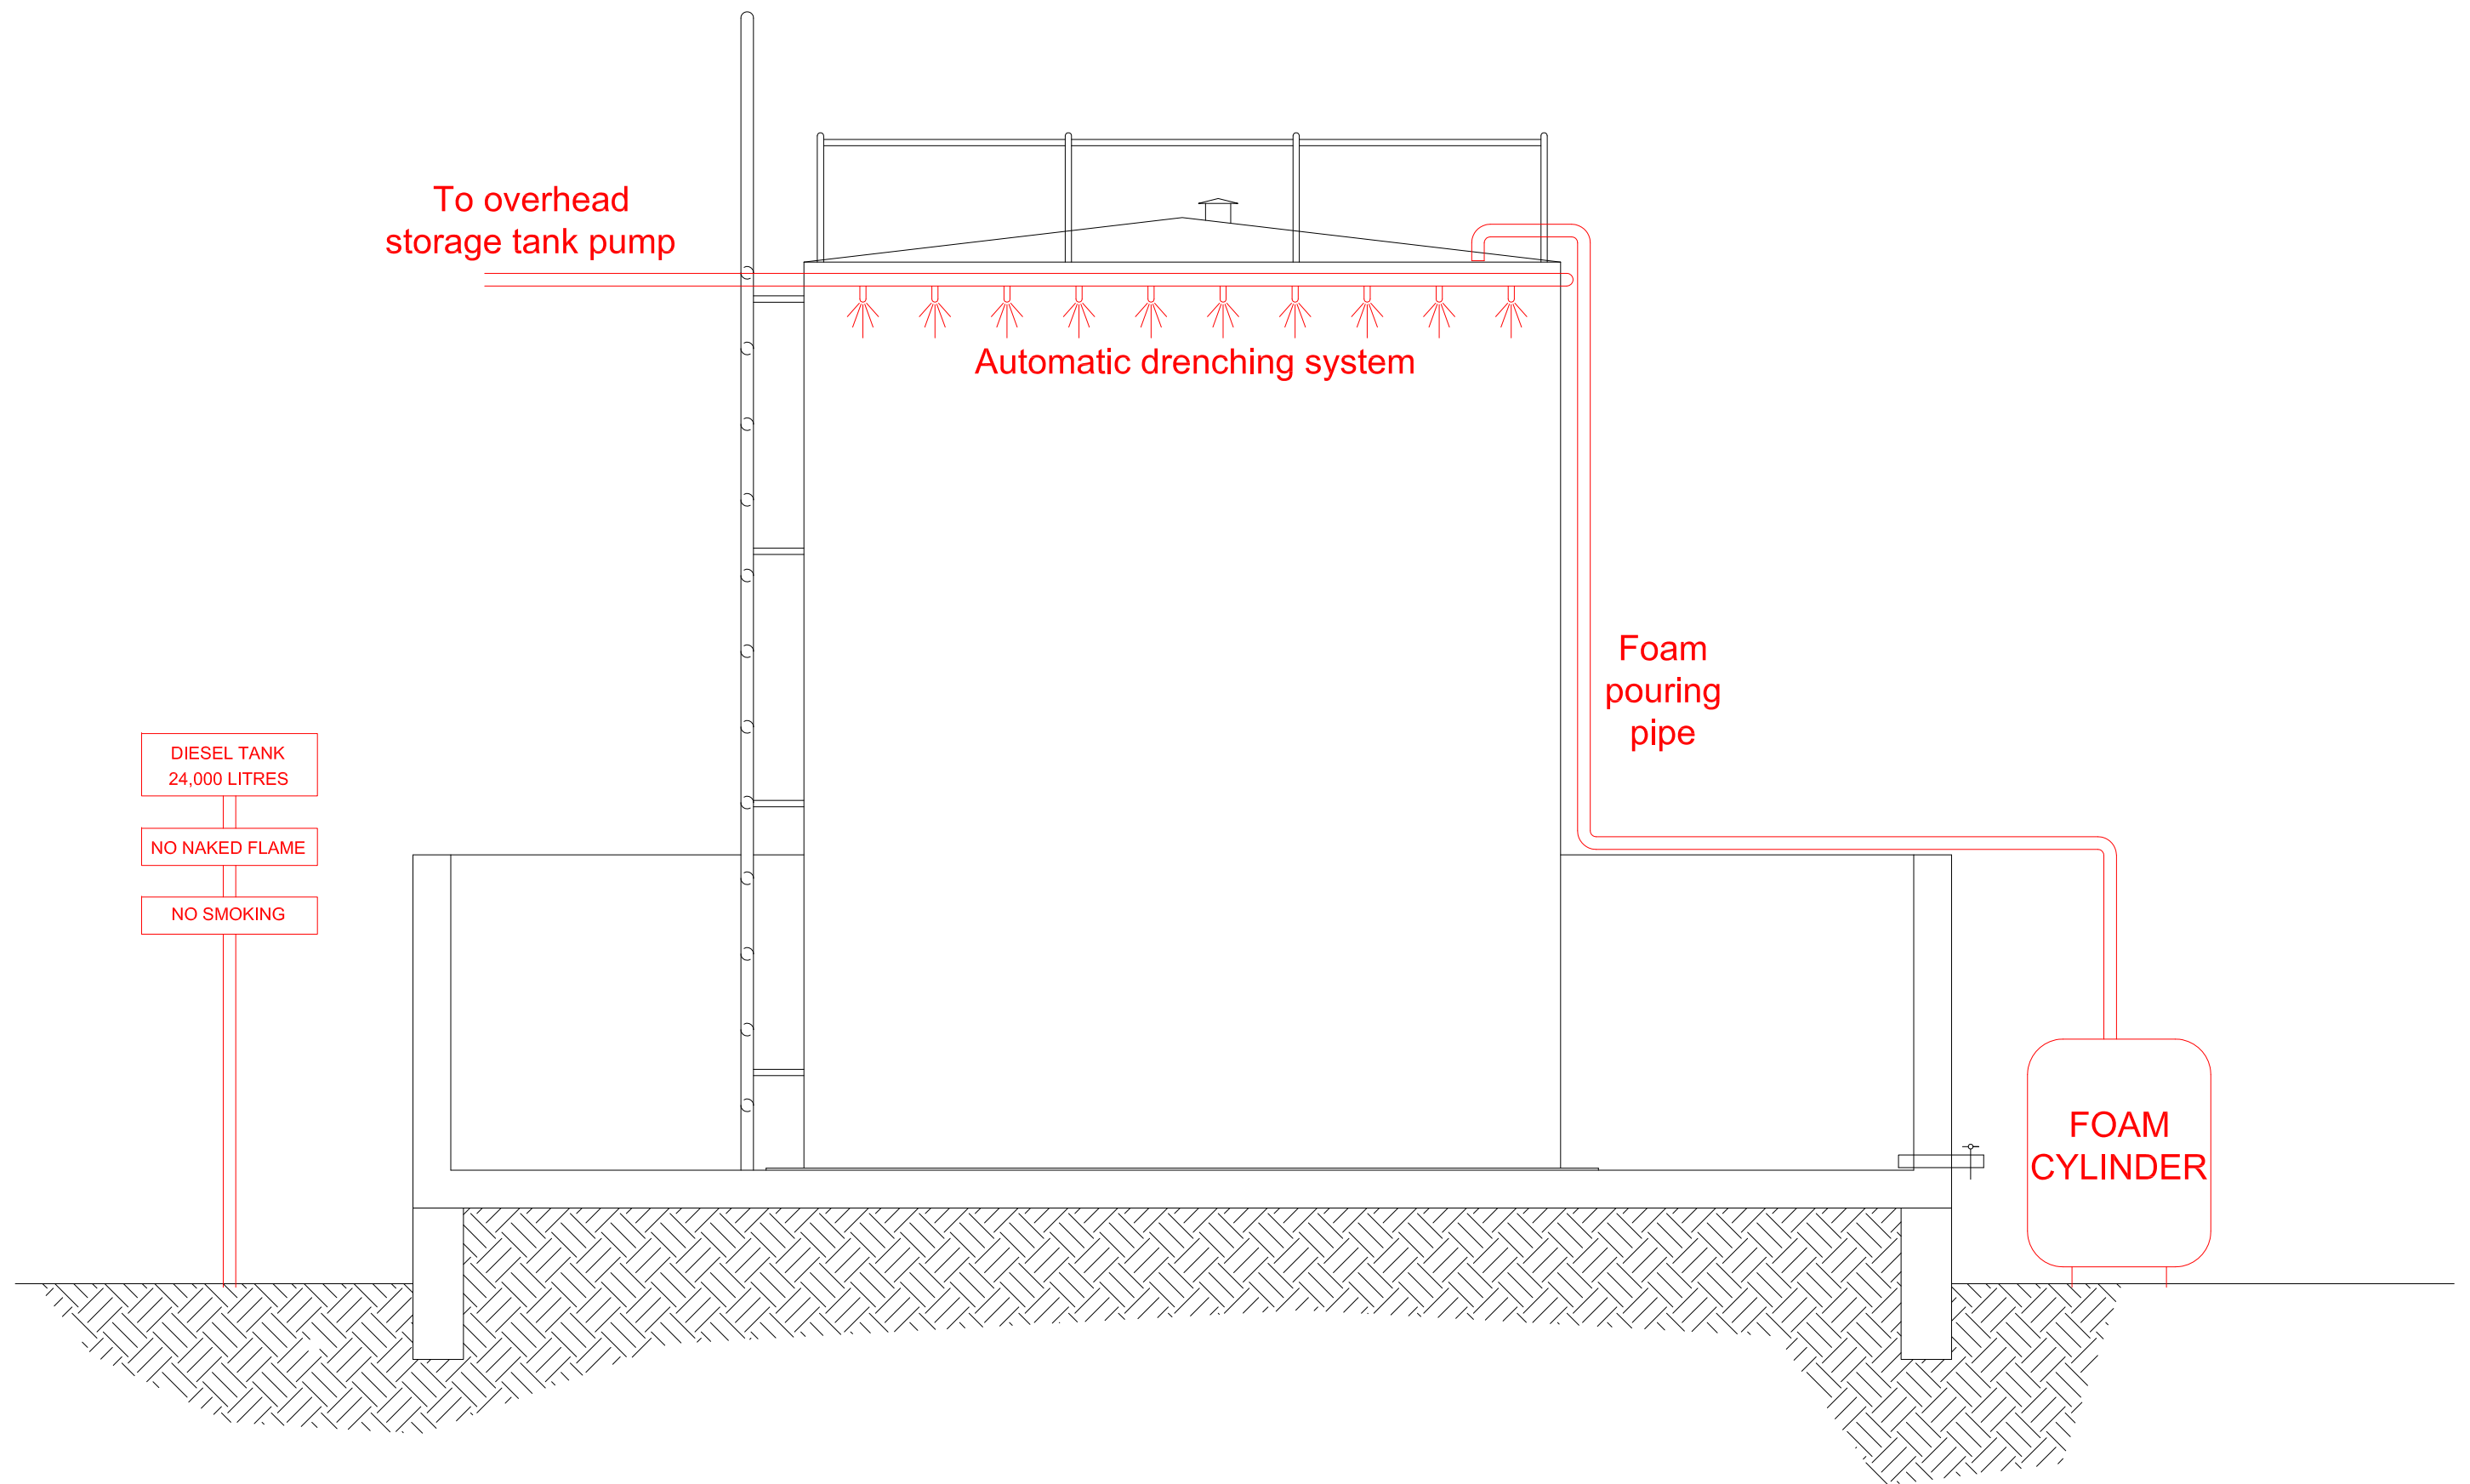 To overhead
storage tank pump
Automatic drenching system
Foam
pouring
pipe
DIESEL TANK
24,000 LITRES
NO NAKED FLAME
NO SMOKING
FOAM
CYLINDER